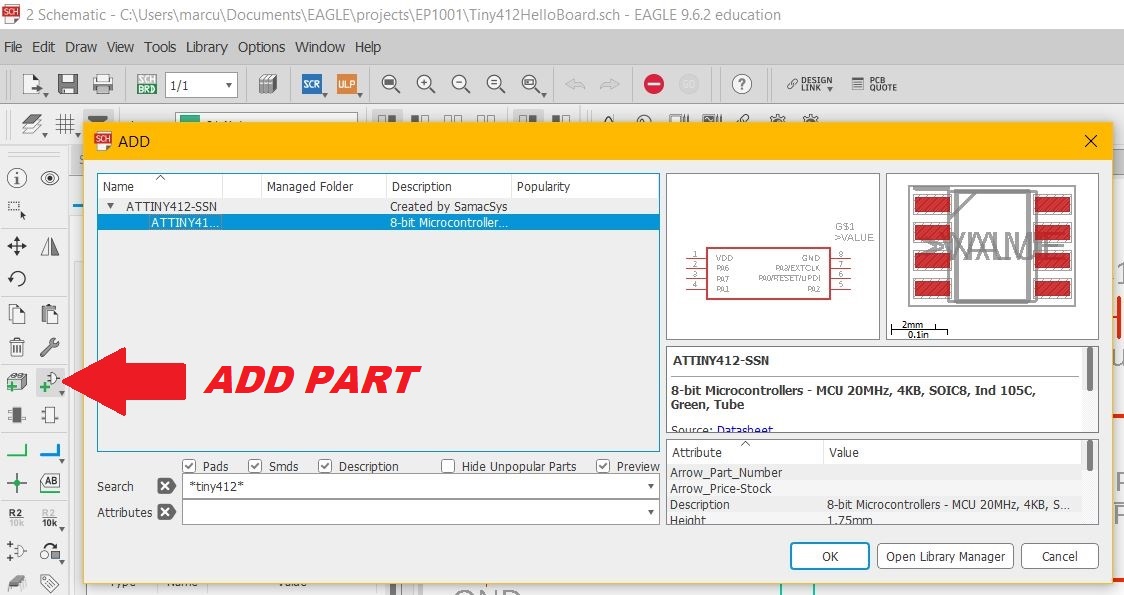 2 Schematic - C:\Users\marcu\Documents\EAGLE\projects\EP1001\Tiny412HelloBoard.sch - EAGLE 9.6.2 education
File Edit Draw View Tools Library Options Window Help
SCH BRD 1/1 SCR ULP GO DESIGN LINK PCB QUOTE
SCH ADD
Name Managed Folder Description Popularity
ATTINY412-SSN Created by SamacSys
ATTINY41... 8-bit Microcontroller...
G$1
>VALUE
1 VDD GND 8
2 PA6 PA3/EXTCLK 7
3 PA7 PA0/RESET/UPDI 6
4 PA1 PA2 5
2mm
0.1in
ATTINY412-SSN
8-bit Microcontrollers - MCU 20MHz, 4KB, SOIC8, Ind 105C,
Green, Tube
Source: Datasheet
ADD PART
Attribute Value
Arrow_Part_Number
Arrow_Price-Stock
Description 8-bit Microcontrollers - MCU 20MHz, 4KB, S...
Height 1.75mm
Pads Smds Description Hide Unpopular Parts Preview
Search *tiny412*
Attributes
OK Open Library Manager Cancel
AB
R2 10k R2 10k
GND